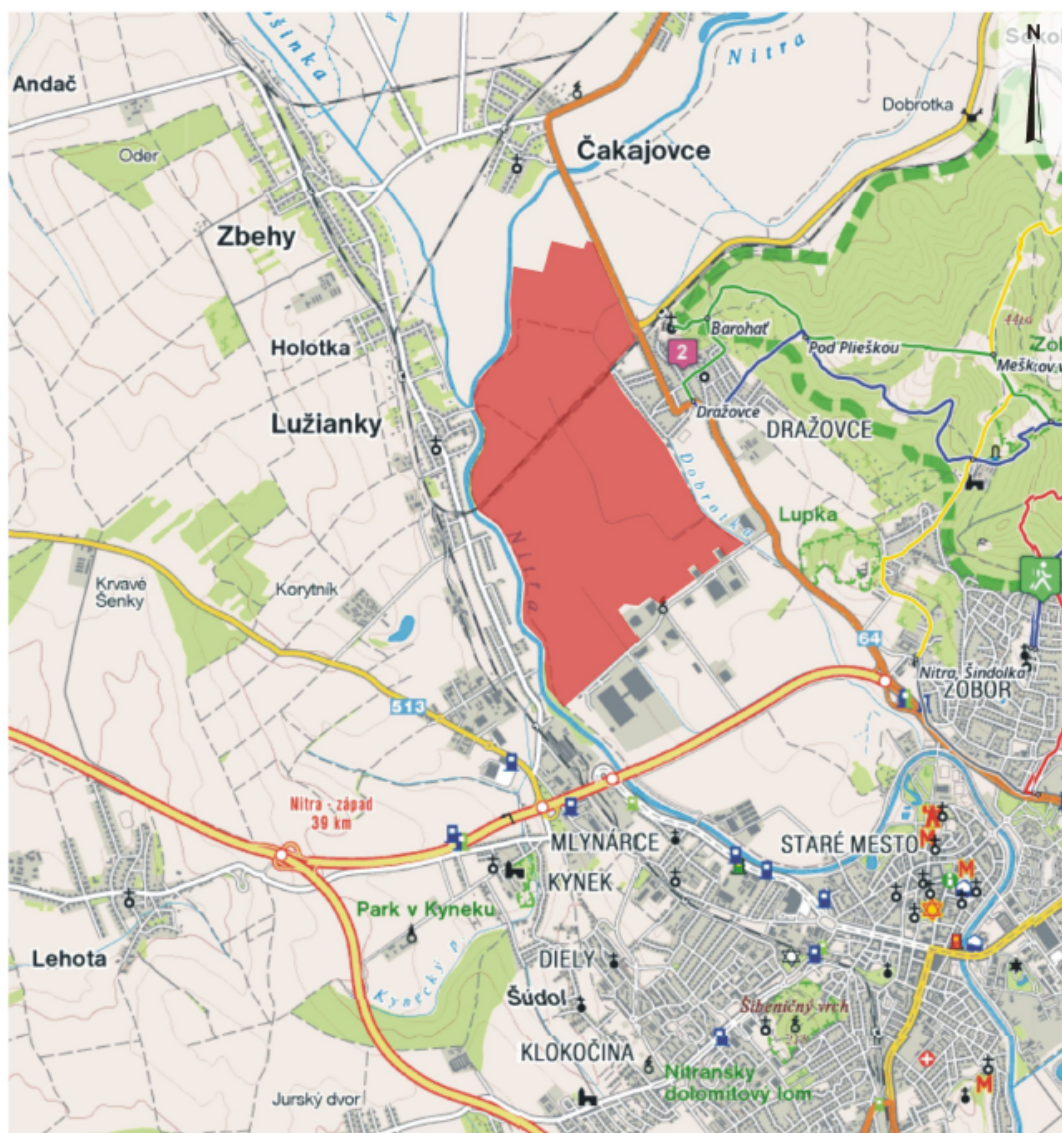 N
Nitra
Andač
Dobrotka
Oder
Čakajovce
Zbehy
Holotka
Barohať
Pod Plieškou
2
Lužianky
Dražovce
DRAŽOVCE
Dobrotka
Lupka
Nitra
Krvavé
Šenky
Korytník
64
Nitra, Šindolka
ZOBOR
513
Nitra - západ
39 km
MLYNÁRCE
STARÉ MESTO
M
M
KYNEK
Park v Kyneku
Lehota
DIELY
Kynecký p.
Šúdol
Šibeničný vrch
KLOKOČINA
Nitriansky
dolomitový lom
M
Jurský dvor